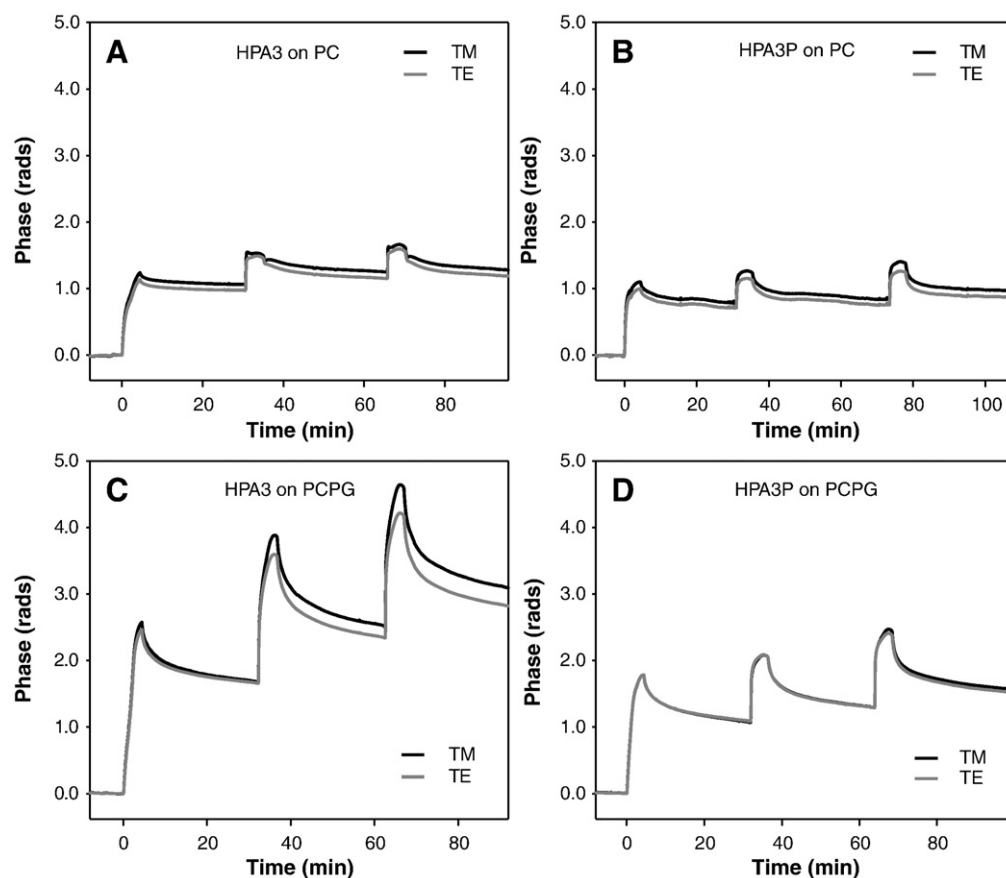 A
HPA3 on PC
TM
TE
Phase (rads)
5.0
4.0
3.0
2.0
1.0
0.0
0 20 40 60 80
Time (min)
B
HPA3P on PC
TM
TE
Phase (rads)
5.0
4.0
3.0
2.0
1.0
0.0
0 20 40 60 80 100
Time (min)
C
HPA3 on PCPG
TM
TE
Phase (rads)
5.0
4.0
3.0
2.0
1.0
0.0
0 20 40 60 80
Time (min)
D
HPA3P on PCPG
TM
TE
Phase (rads)
5.0
4.0
3.0
2.0
1.0
0.0
0 20 40 60 80
Time (min)